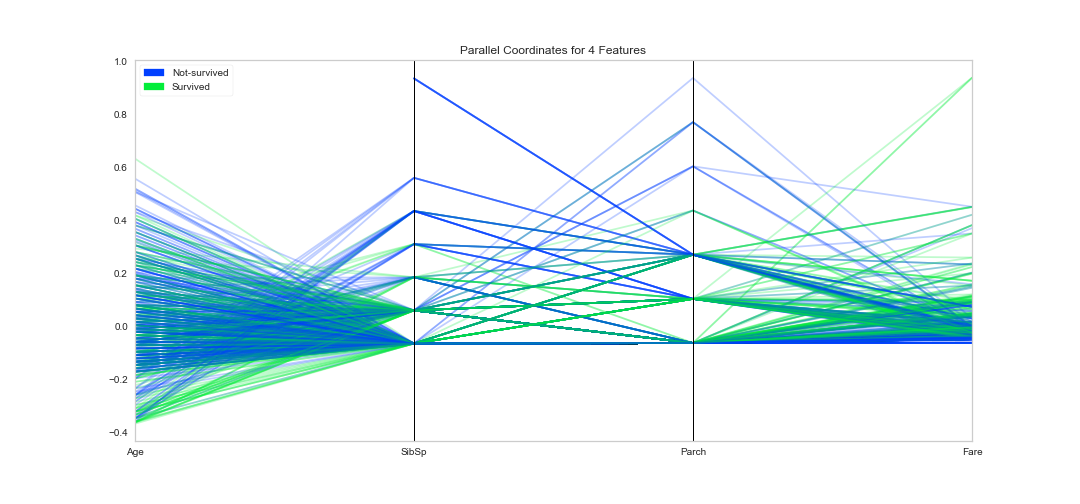 Parallel Coordinates for 4 Features
1.0
Not-survived
Survived
0.8
0.6
0.4
0.2
0.0
−0.2
−0.4
Age SibSp Parch Fare